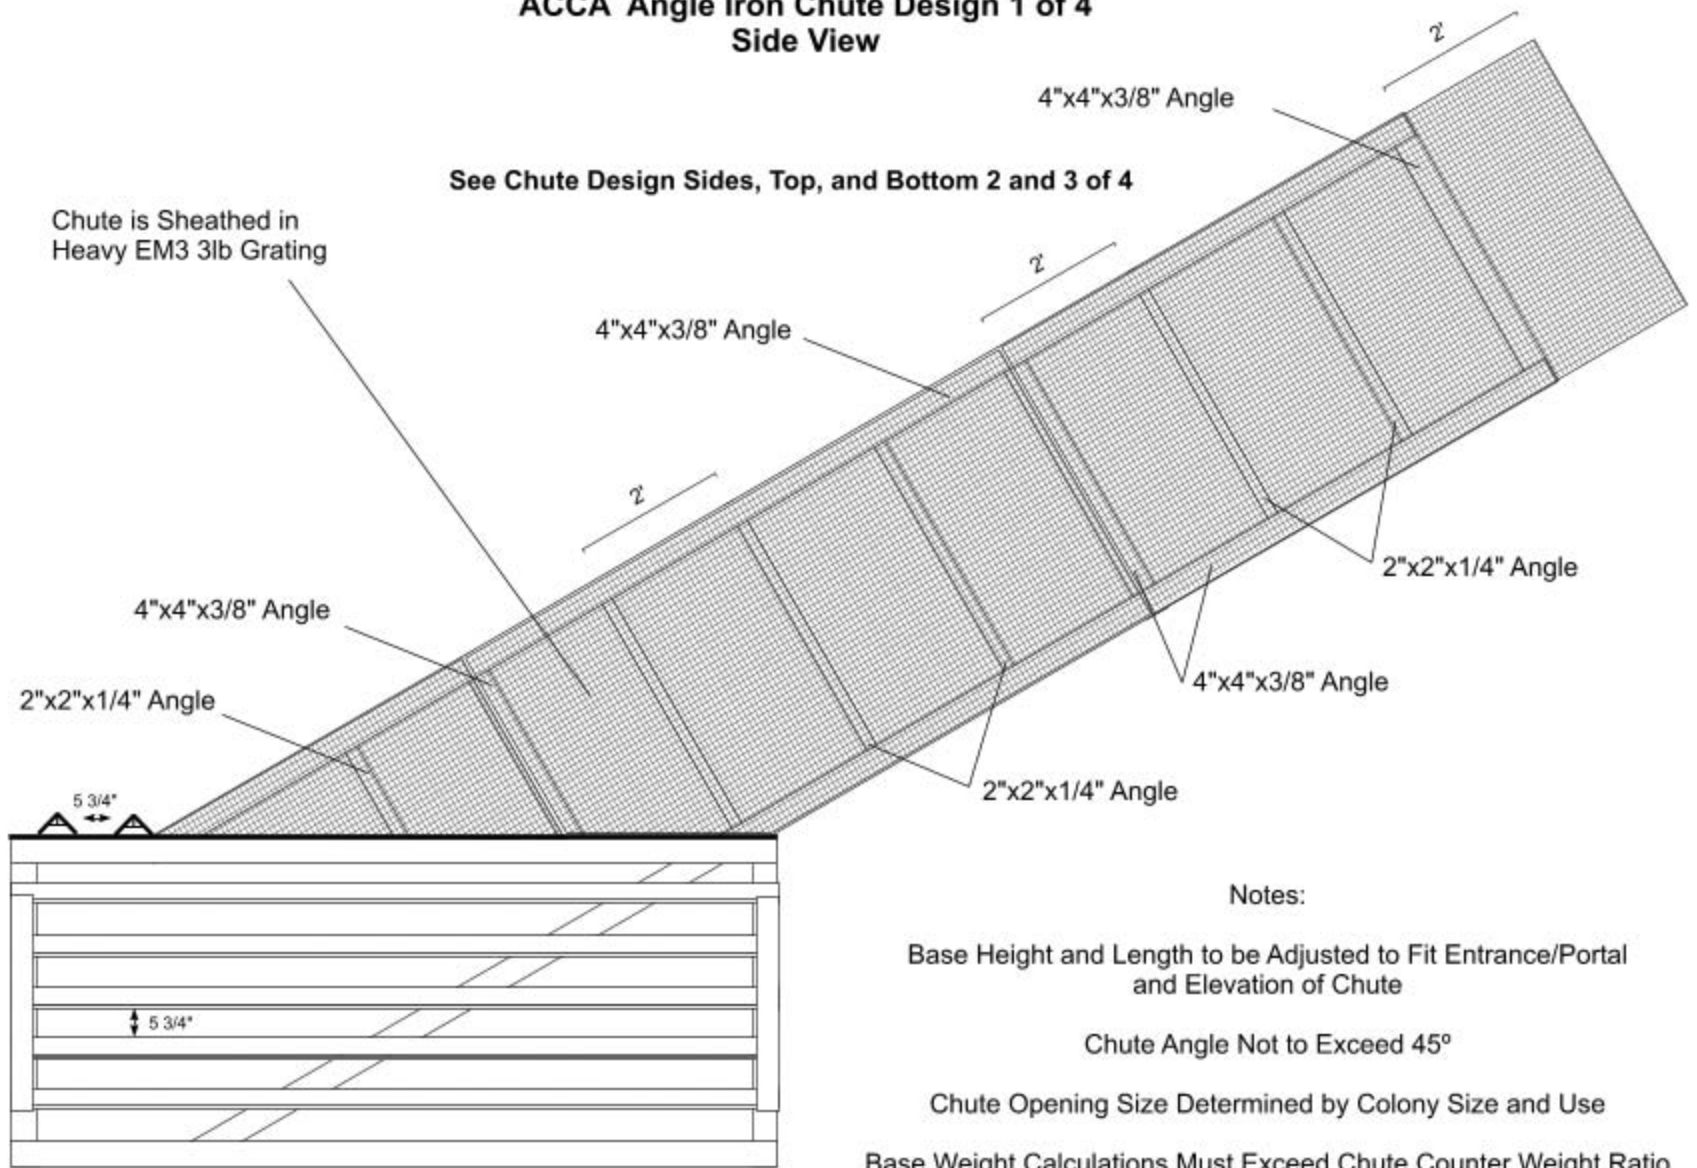 ACCA Angle Iron Chute Design 1 of 4
Side View
2'
4"x4"x3/8" Angle
See Chute Design Sides, Top, and Bottom 2 and 3 of 4
Chute is Sheathed in
Heavy EM3 3lb Grating
2'
4"x4"x3/8" Angle
2'
2"x2"x1/4" Angle
4"x4"x3/8" Angle
4"x4"x3/8" Angle
2"x2"x1/4" Angle
2"x2"x1/4" Angle
5 3/4"
5 3/4"
Notes:
Base Height and Length to be Adjusted to Fit Entrance/Portal
and Elevation of Chute
Chute Angle Not to Exceed 45º
Chute Opening Size Determined by Colony Size and Use
Base Weight Calculations Must Exceed Chute Counter Weight Ratio